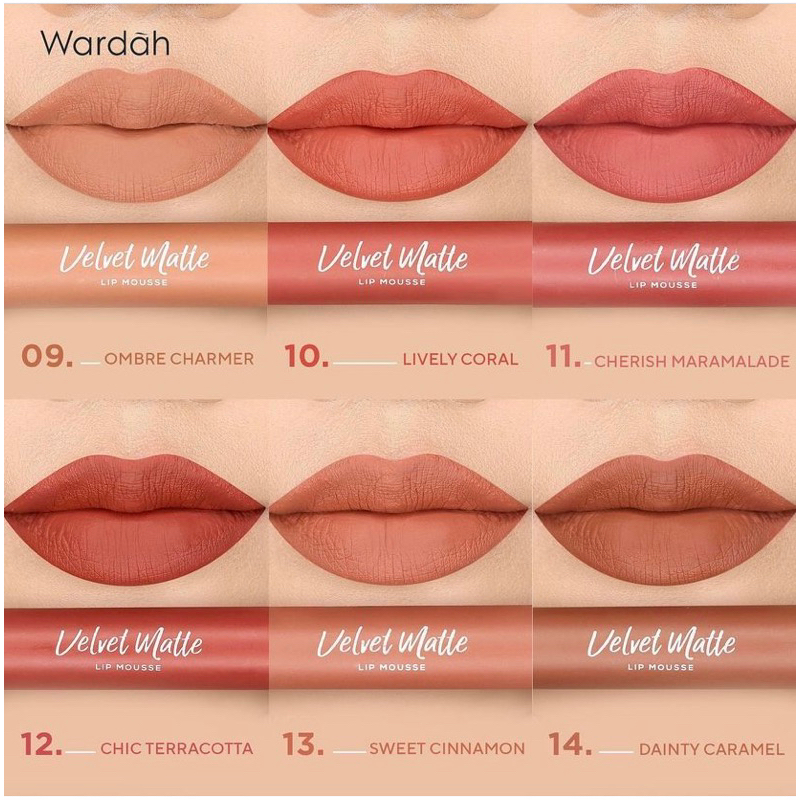 Wardah
Velvet Matte
LIP MOUSSE
Velvet Matte
LIP MOUSSE
Velvet Matte
LIP MOUSSE
09. OMBRE CHARMER
10. LIVELY CORAL
11. CHERISH MARAMALADE
Velvet Matte
LIP MOUSSE
Velvet Matte
LIP MOUSSE
Velvet Matte
LIP MOUSSE
12. CHIC TERRACOTTA
13. SWEET CINNAMON
14. DAINTY CARAMEL